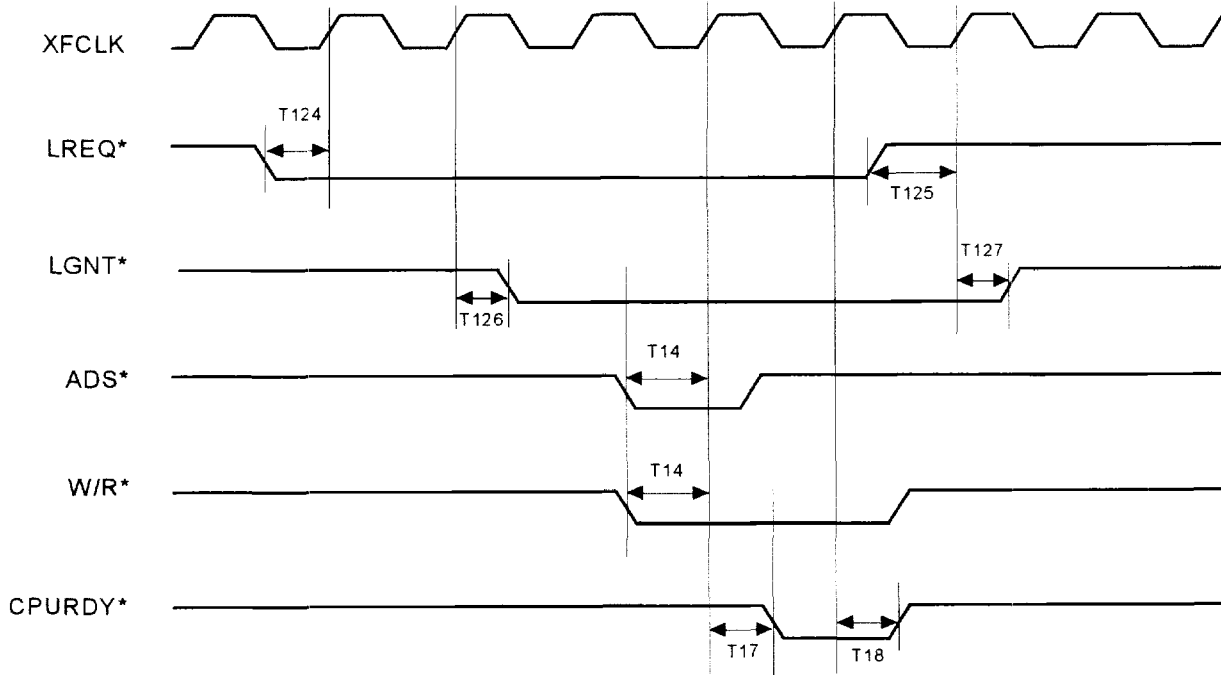 XFCLK
T124
LREQ*
T125
T127
LGNT*
T126
T14
ADS*
T14
W/R*
CPURDY*
T17
T18